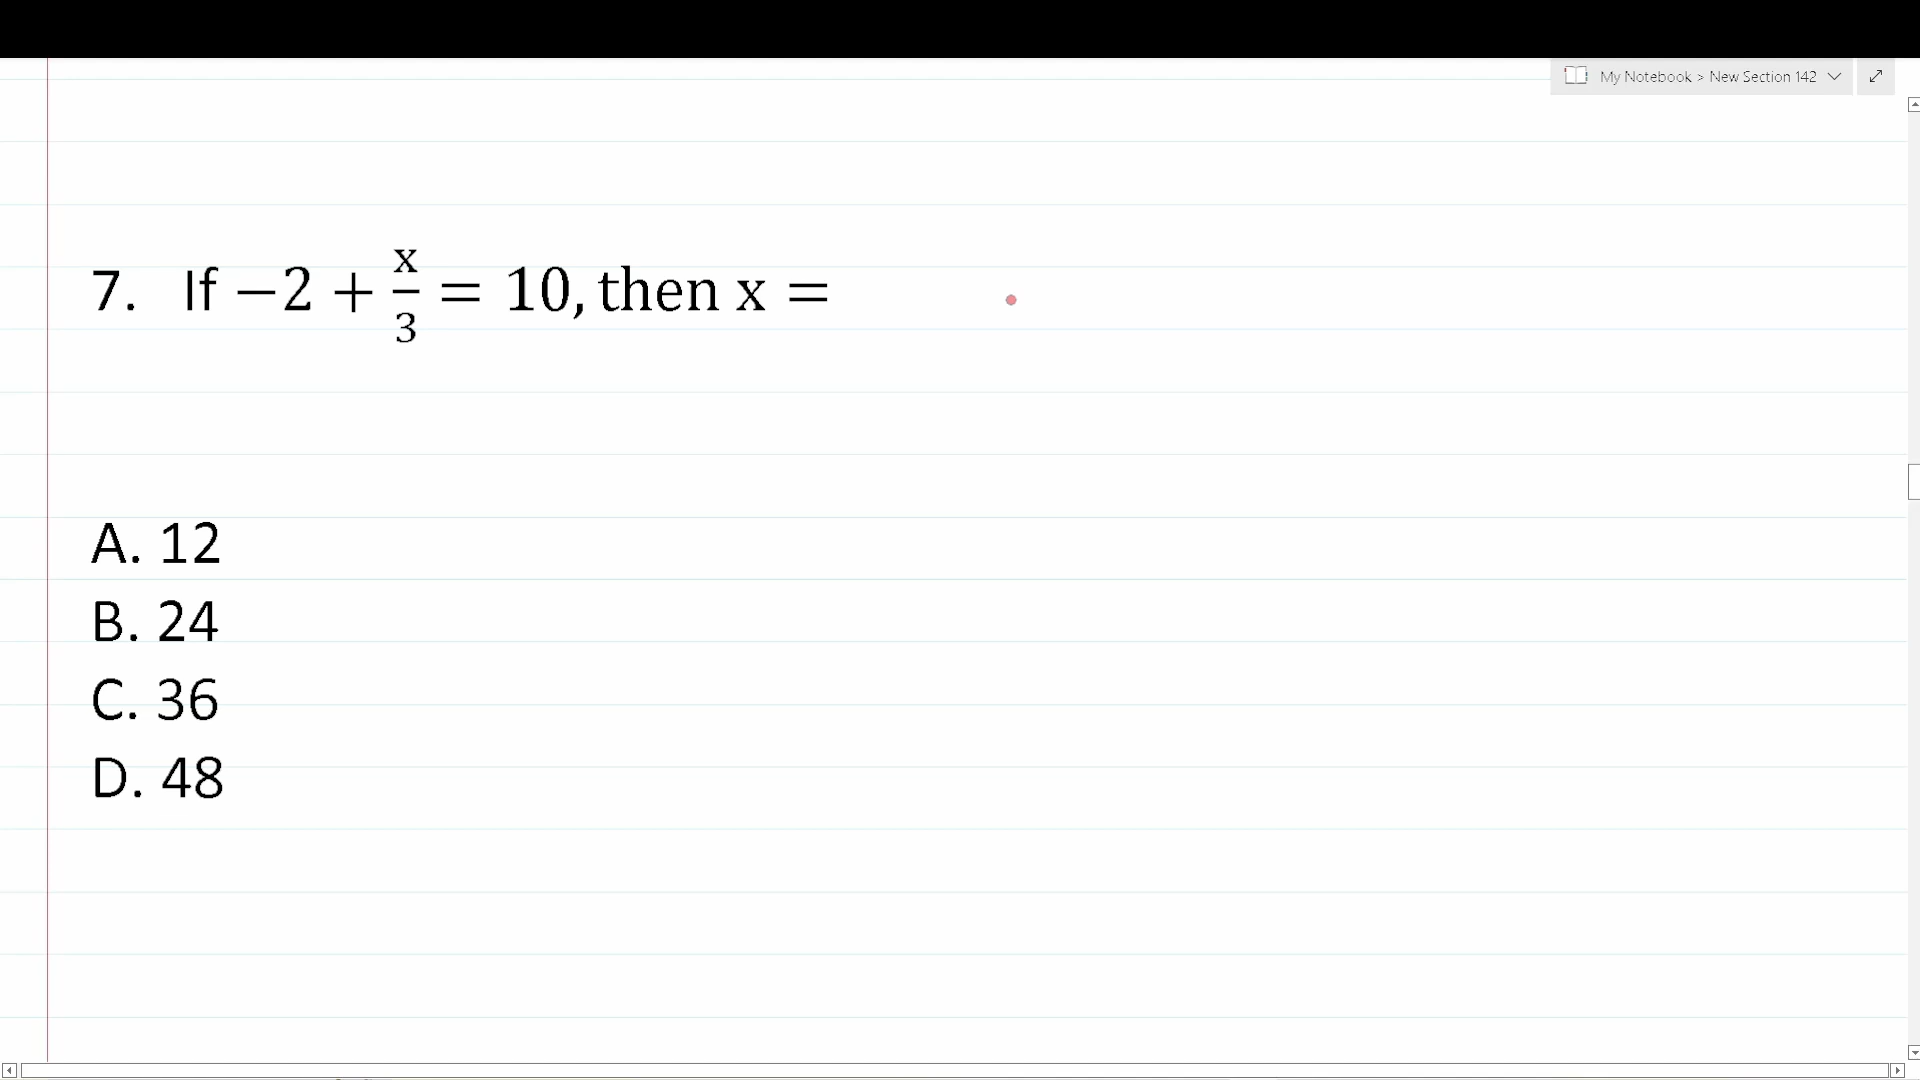 My Notebook > New Section 142
7. If −2 + x/3 = 10, then x =
A. 12
B. 24
C. 36
D. 48